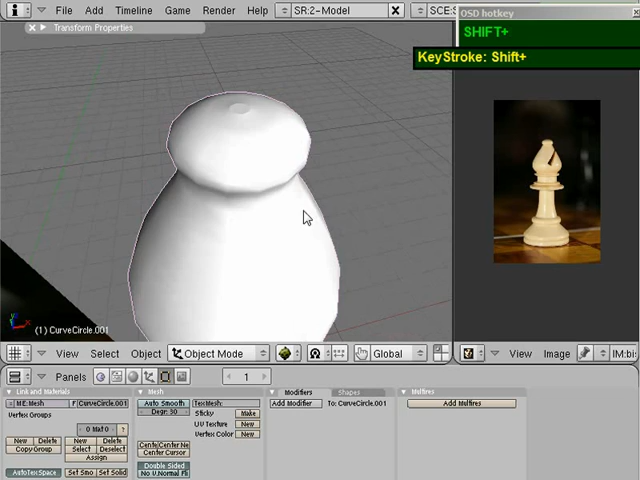 File Add Timeline Game Render Help SR:2-Model SCE:S
OSD hotkey
SHIFT+
KeyStroke: Shift+
Transform Properties
(1) CurveCircle.001
View Select Object Object Mode Global
View Image IM:bi
Panels 1
Link and Materials
ME:Mesh F CurveCircle.001
Vertex Groups
0 Mat 0 ?
New Delete New Delete
Copy Group Select Deselect
Assign
AutoTexSpace Set Smo Set Solid
Mesh
Auto Smooth
Degr: 30
TexMesh:
Sticky Make
UV Texture New
Vertex Color New
Cente Center Ne
Center Cursor
Double Sided
No V.Normal Fli
Modifiers Shapes
Add Modifier To: CurveCircle.001
Multires
Add Multires